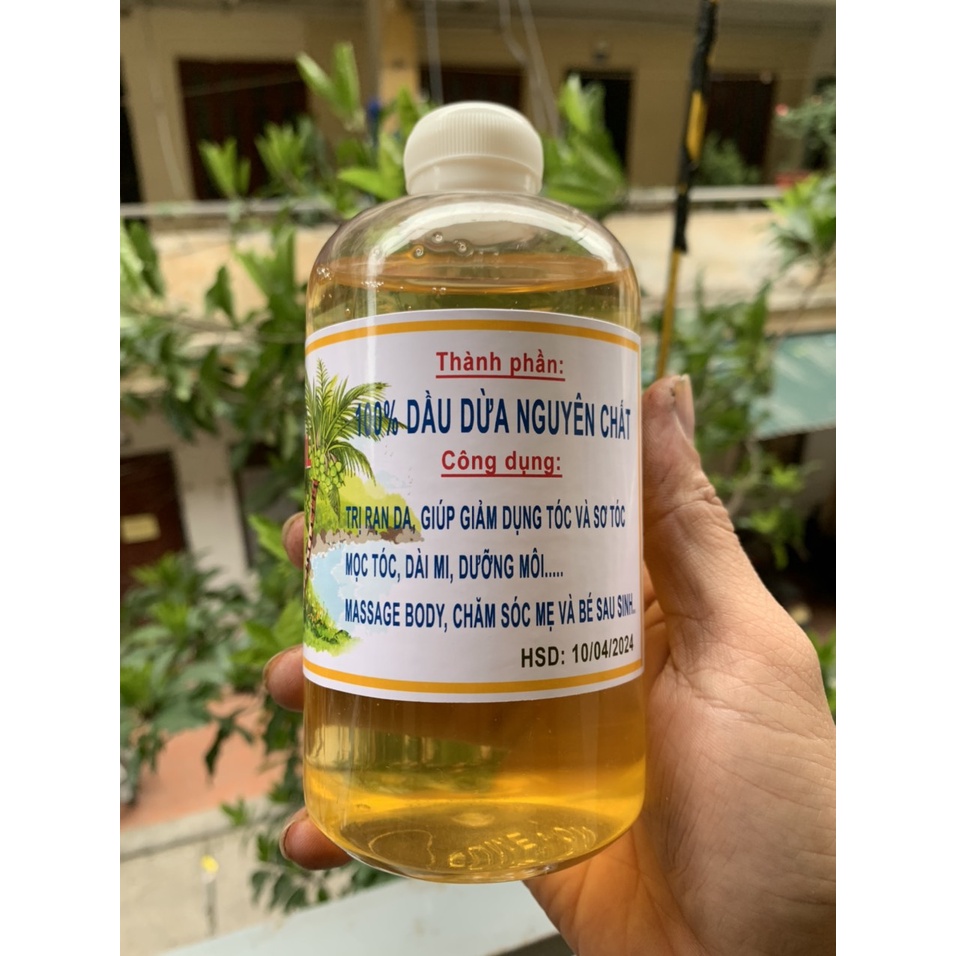 Thành phần:
100% DẦU DỪA NGUYÊN CHẤT
Công dụng:
TRỊ RẠN DA, GIÚP GIẢM DỤNG TÓC VÀ SƠ TÓC
MỌC TÓC, DÀI MI, DƯỠNG MÔI.....
MASSAGE BODY, CHĂM SÓC MẸ VÀ BÉ SAU SINH...
HSD: 10/04/2024